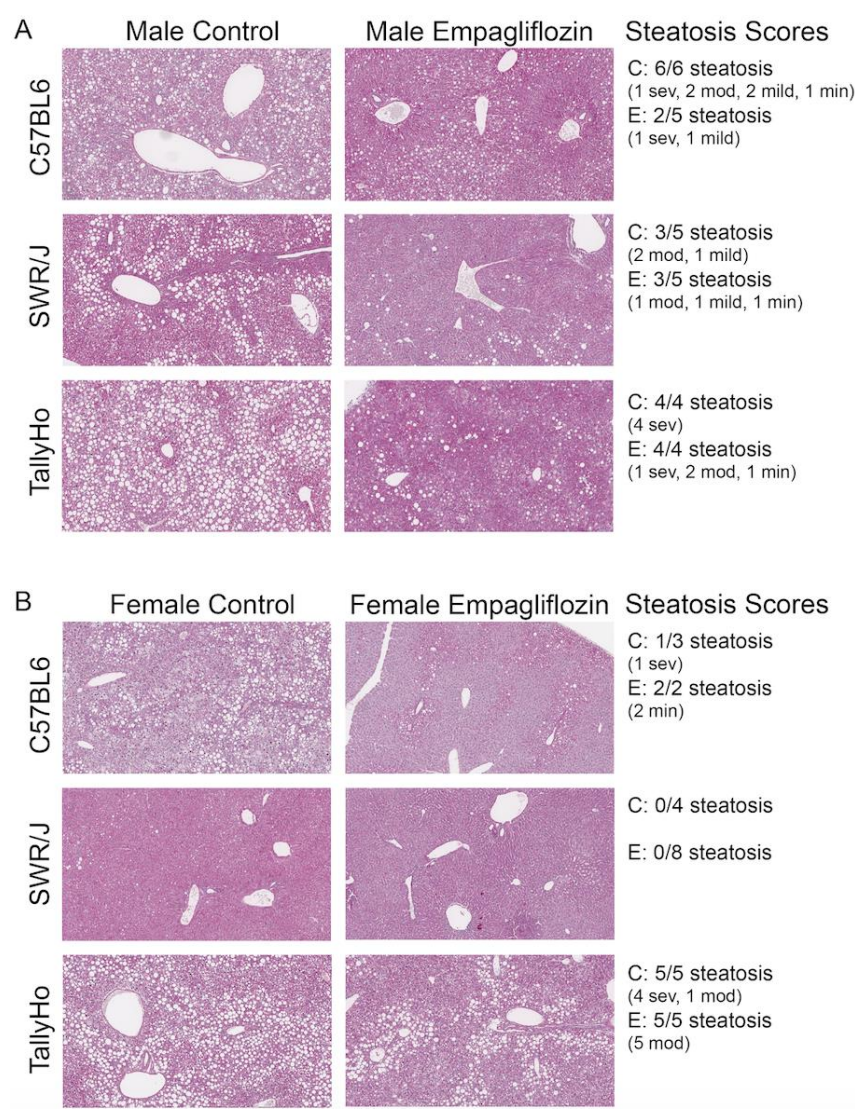 A
Male Control
Male Empagliflozin
Steatosis Scores
C57BL6
C: 6/6 steatosis
(1 sev, 2 mod, 2 mild, 1 min)
E: 2/5 steatosis
(1 sev, 1 mild)
SWR/J
C: 3/5 steatosis
(2 mod, 1 mild)
E: 3/5 steatosis
(1 mod, 1 mild, 1 min)
TallyHo
C: 4/4 steatosis
(4 sev)
E: 4/4 steatosis
(1 sev, 2 mod, 1 min)
B
Female Control
Female Empagliflozin
Steatosis Scores
C57BL6
C: 1/3 steatosis
(1 sev)
E: 2/2 steatosis
(2 min)
SWR/J
C: 0/4 steatosis
E: 0/8 steatosis
TallyHo
C: 5/5 steatosis
(4 sev, 1 mod)
E: 5/5 steatosis
(5 mod)